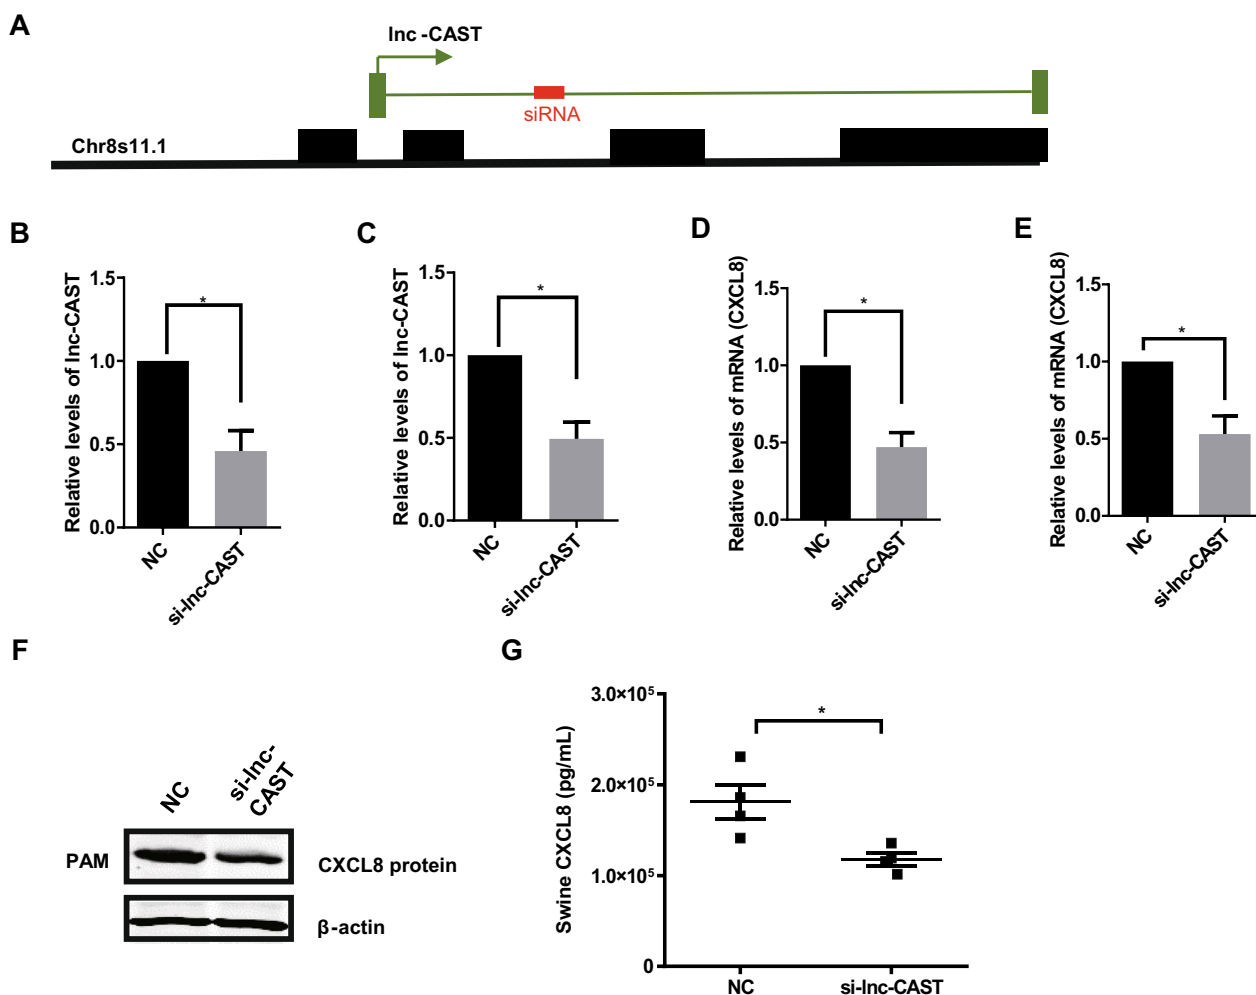 A
lnc -CAST
siRNA
Chr8s11.1
B
Relative levels of lnc-CAST
1.5
1.0
0.5
0.0
*
NC
si-lnc-CAST
C
Relative levels of lnc-CAST
1.5
1.0
0.5
0.0
*
NC
si-lnc-CAST
D
Relative levels of mRNA (CXCL8)
1.5
1.0
0.5
0.0
*
NC
si-lnc-CAST
E
Relative levels of mRNA (CXCL8)
1.5
1.0
0.5
0.0
*
NC
si-lnc-CAST
F
NC
si-lnc-
CAST
PAM
CXCL8 protein
β-actin
G
Swine CXCL8 (pg/mL)
3.0×10⁵
2.0×10⁵
1.0×10⁵
0
*
NC
si-lnc-CAST